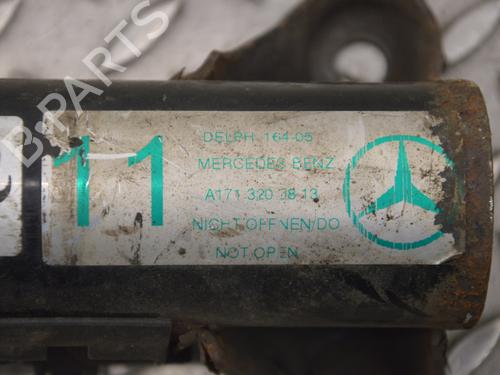 B-PARTS
11
DELPH 164-05
MERCEDES BENZ
A171 320 38 13
NICHT OFFNEN/DO
NOT OPEN